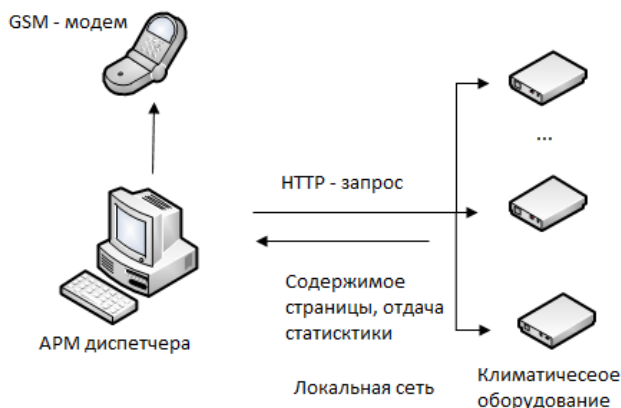 GSM - модем
...
HTTP - запрос
Содержимое
страницы, отдача
статисктики
АРМ диспетчера
Локальная сеть
Климатичесеое
оборудование